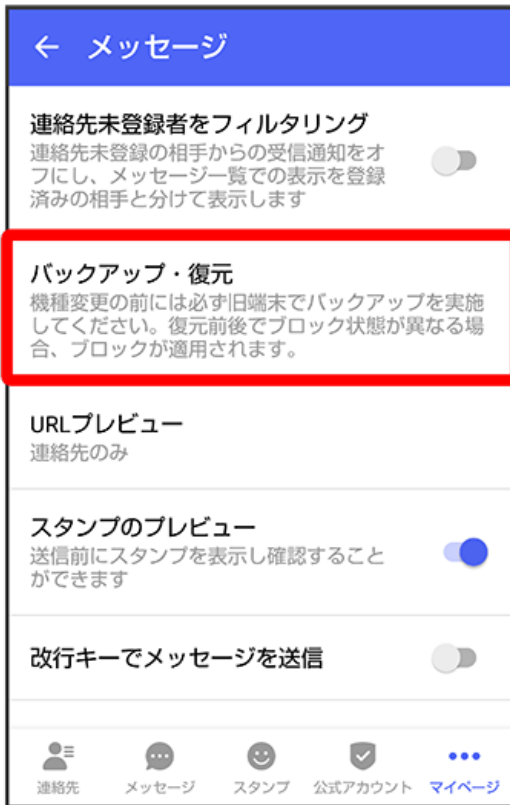 ← メッセージ
連絡先未登録者をフィルタリング
連絡先未登録の相手からの受信通知をオ
フにし、メッセージ一覧での表示を登録
済みの相手と分けて表示します
バックアップ・復元
機種変更の前には必ず旧端末でバックアップを実施
してください。復元前後でブロック状態が異なる場
合、ブロックが適用されます。
URLプレビュー
連絡先のみ
スタンプのプレビュー
送信前にスタンプを表示し確認すること
ができます
改行キーでメッセージを送信
連絡先 メッセージ スタンプ 公式アカウント マイページ